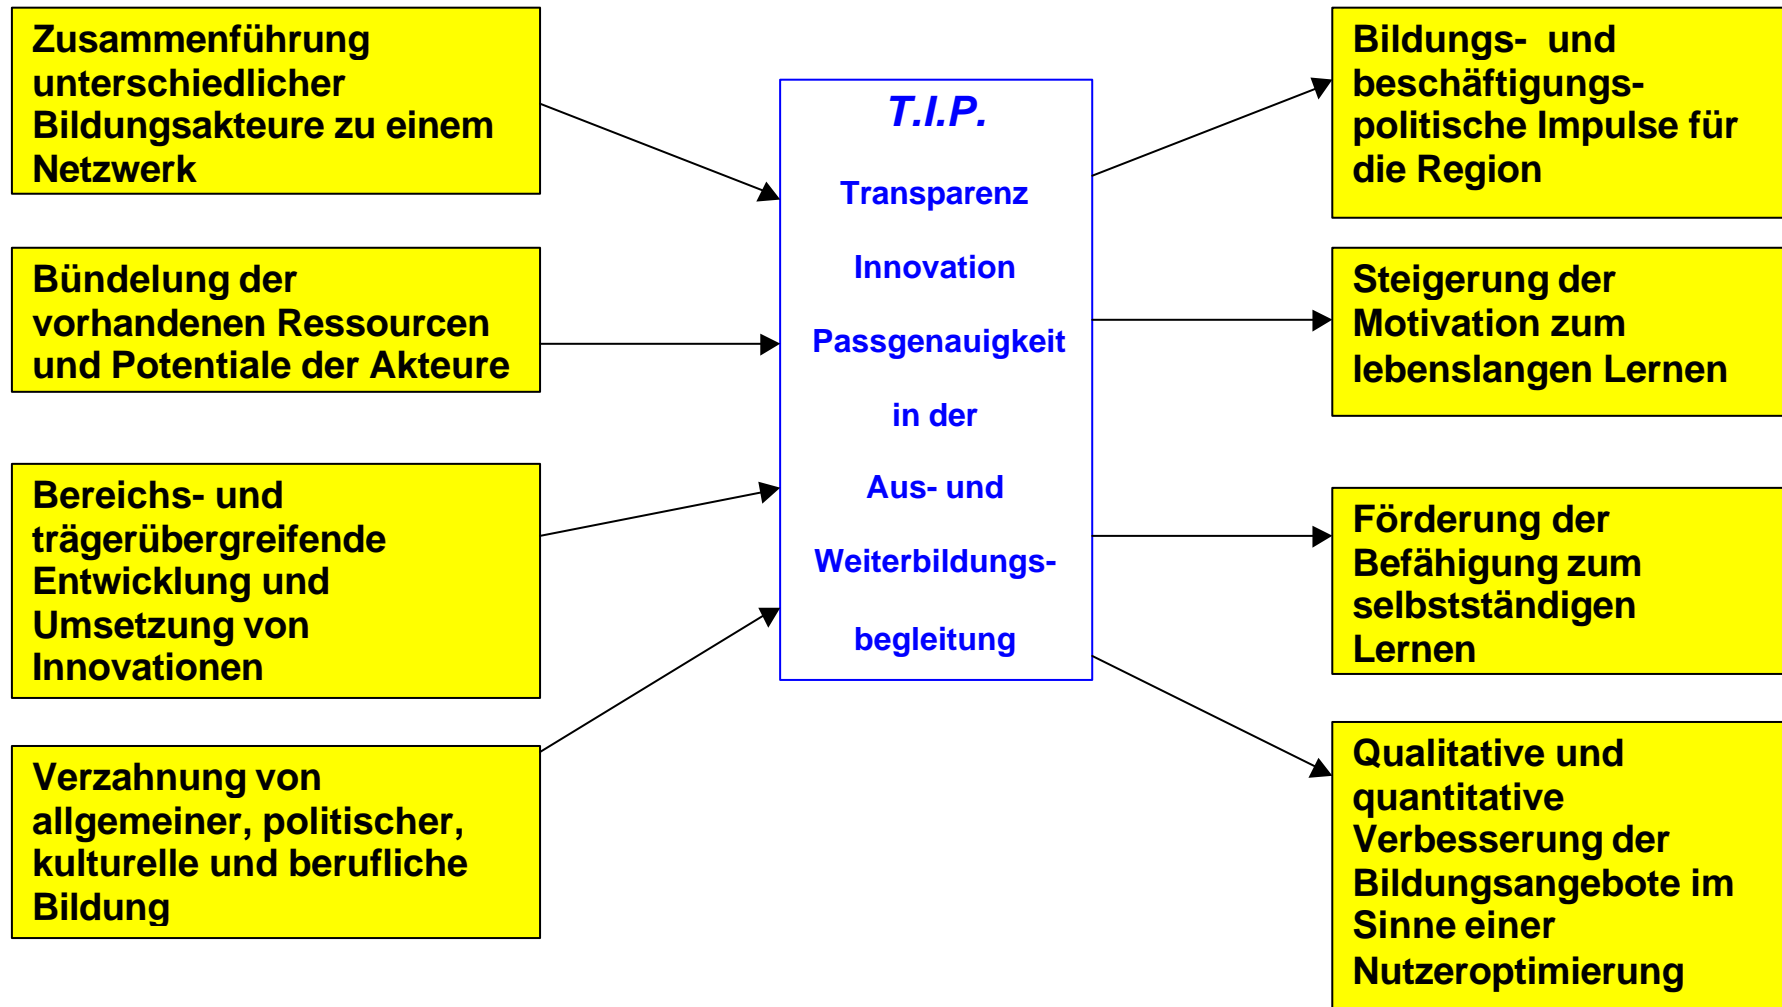 Zusammenführung
unterschiedlicher
Bildungsakteure zu einem
Netzwerk
Bündelung der
vorhandenen Ressourcen
und Potentiale der Akteure
Bereichs- und
trägerübergreifende
Entwicklung und
Umsetzung von
Innovationen
Verzahnung von
allgemeiner, politischer,
kulturelle und berufliche
Bildung
T.I.P.
Transparenz
Innovation
Passgenauigkeit
in der
Aus- und
Weiterbildungs-
begleitung
Bildungs- und
beschäftigungs-
politische Impulse für
die Region
Steigerung der
Motivation zum
lebenslangen Lernen
Förderung der
Befähigung zum
selbstständigen
Lernen
Qualitative und
quantitative
Verbesserung der
Bildungsangebote im
Sinne einer
Nutzeroptimierung